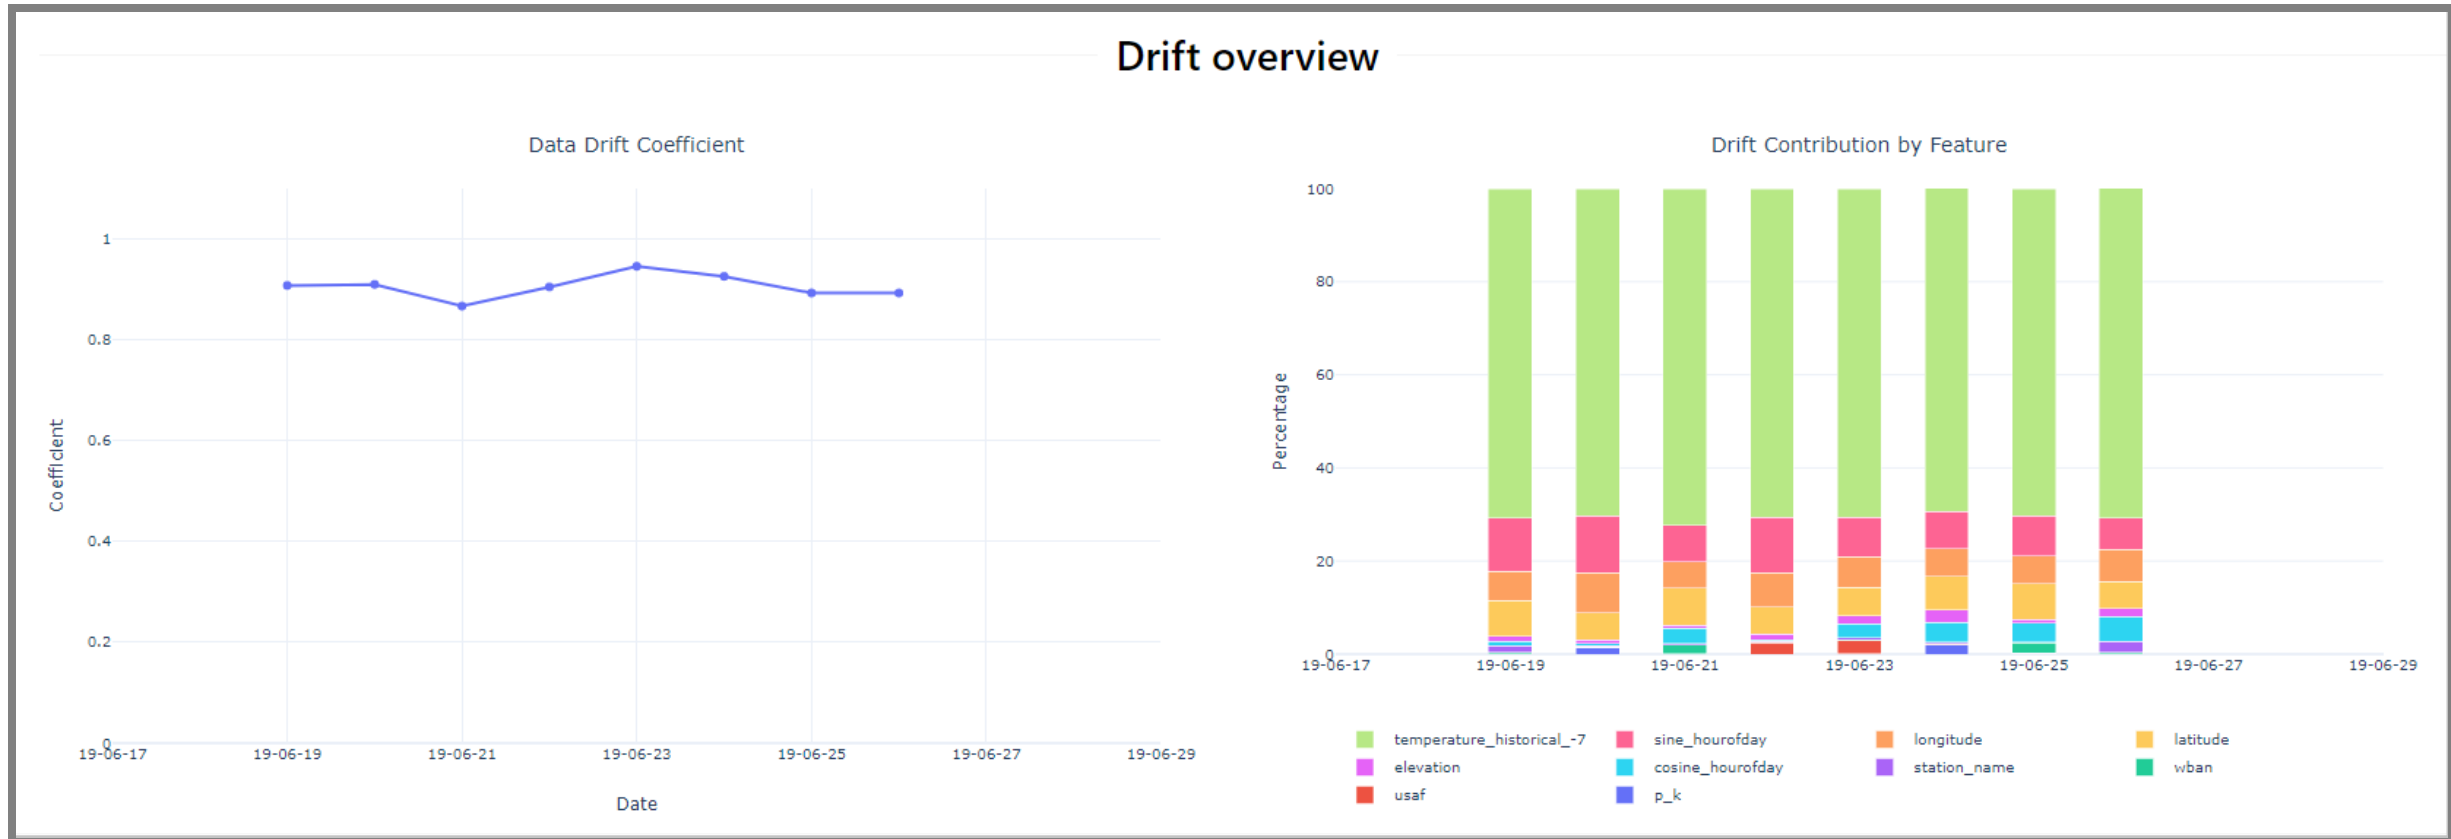 Drift overview
Data Drift Coefficient
1
0.8
0.6
0.4
0.2
0
Coefficient
19-06-17 19-06-19 19-06-21 19-06-23 19-06-25 19-06-27 19-06-29
Date
Drift Contribution by Feature
100
80
60
40
20
0
Percentage
19-06-17 19-06-19 19-06-21 19-06-23 19-06-25 19-06-27 19-06-29
temperature_historical_-7 sine_hourofday longitude latitude
elevation cosine_hourofday station_name wban
usaf p_k